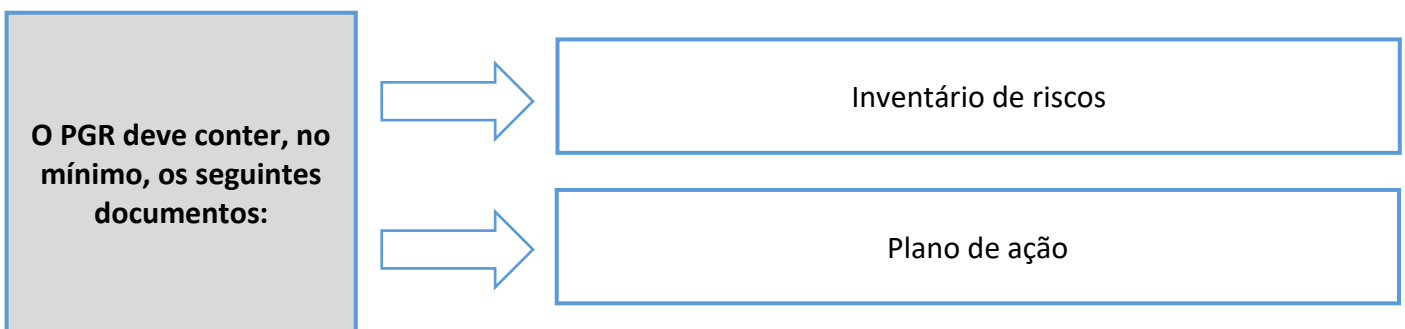 O PGR deve conter, no
mínimo, os seguintes
documentos:
Inventário de riscos
Plano de ação